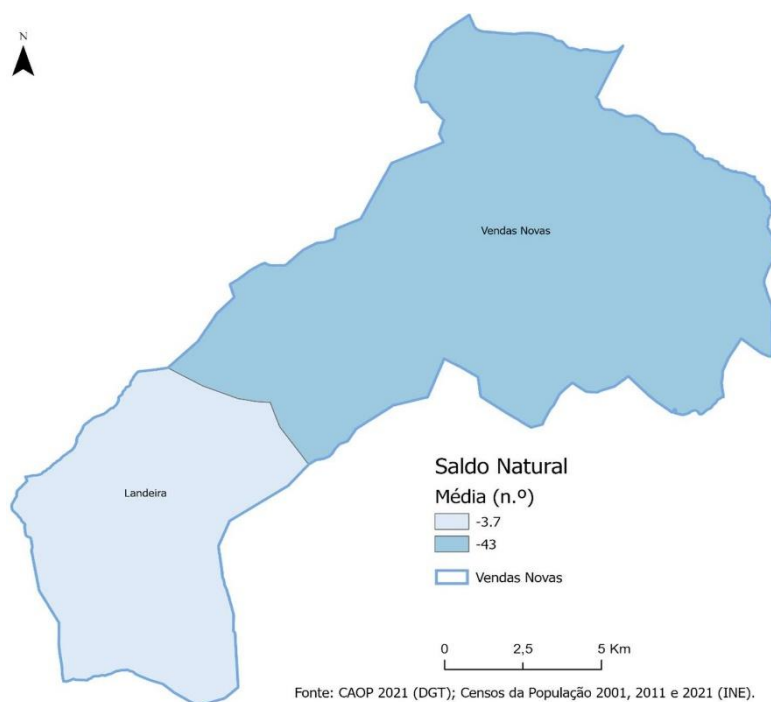 N
Vendas Novas
Landeira
Saldo Natural
Média (n.º)
-3.7
-43
Vendas Novas
0 2,5 5 Km
Fonte: CAOP 2021 (DGT); Censos da População 2001, 2011 e 2021 (INE).